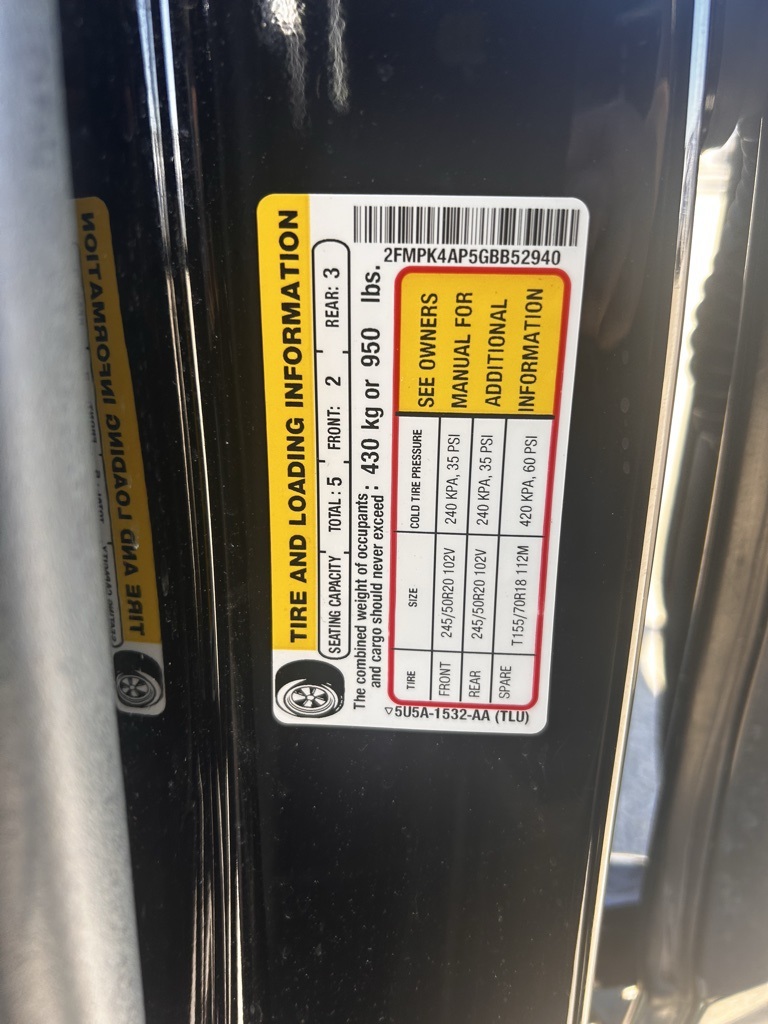 TIRE AND LOADING INFORMATION
SEATING CAPACITY TOTAL: 5 FRONT: 2 REAR: 3
The combined weight of occupants and cargo should never exceed: 430 kg or 950 lbs.
TIRE SIZE COLD TIRE PRESSURE
FRONT 245/50R20 102V 240 KPA, 35 PSI
REAR 245/50R20 102V 240 KPA, 35 PSI
SPARE T155/70R18 112M 420 KPA, 60 PSI
SEE OWNERS
MANUAL FOR
ADDITIONAL
INFORMATION
2FMPK4AP5GBB52940
5U5A-1532-AA (TLU)
TIRE AND LOADING INFORMATION